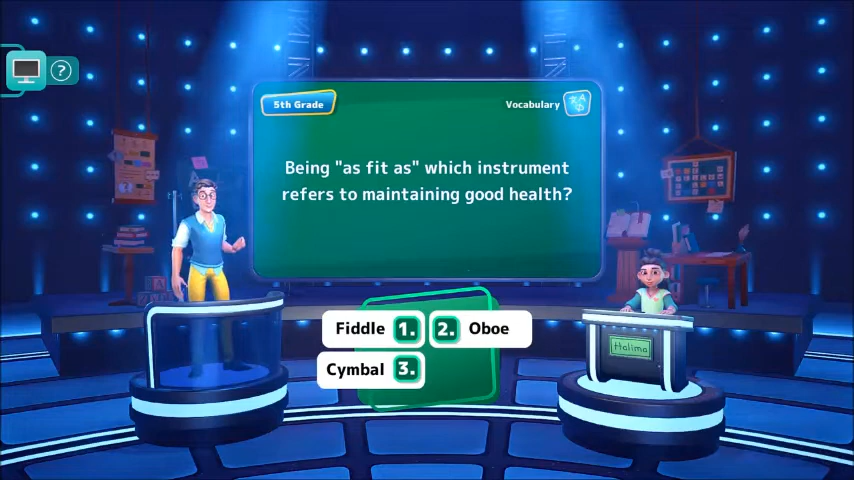 ?
5th Grade
Vocabulary
Being "as fit as" which instrument
refers to maintaining good health?
Fiddle 1.
2. Oboe
Cymbal 3.
Halima